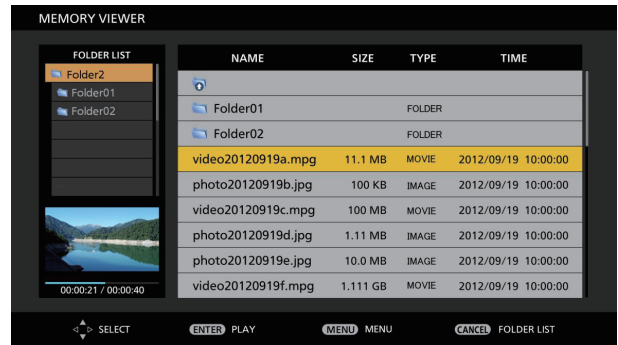 MEMORY VIEWER
FOLDER LIST
Folder2
Folder01
Folder02
00:00:21 / 00:00:40
NAME SIZE TYPE TIME
Folder01 FOLDER
Folder02 FOLDER
video20120919a.mpg 11.1 MB MOVIE 2012/09/19 10:00:00
photo20120919b.jpg 100 KB IMAGE 2012/09/19 10:00:00
video20120919c.mpg 100 MB MOVIE 2012/09/19 10:00:00
photo20120919d.jpg 1.11 MB IMAGE 2012/09/19 10:00:00
photo20120919e.jpg 10.0 MB IMAGE 2012/09/19 10:00:00
video20120919f.mpg 1.111 GB MOVIE 2012/09/19 10:00:00
SELECT ENTER PLAY MENU MENU CANCEL FOLDER LIST